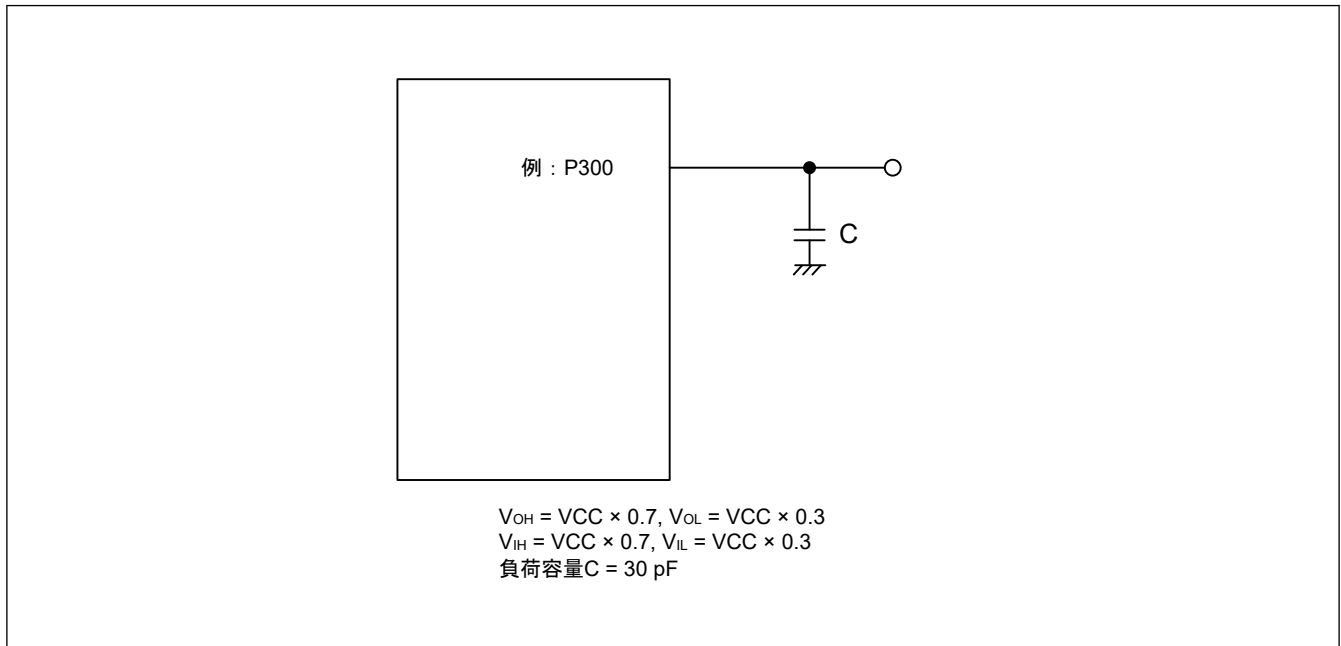 例：P300
C
VOH = VCC × 0.7, VOL = VCC × 0.3
VIH = VCC × 0.7, VIL = VCC × 0.3
負荷容量C = 30 pF